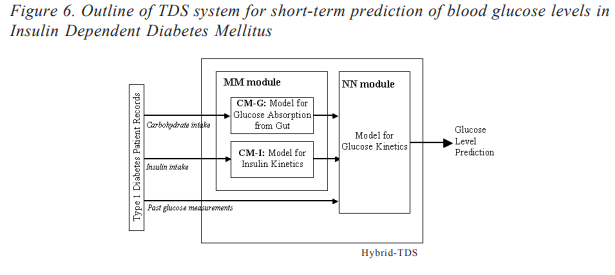 Figure 6. Outline of TDS system for short-term prediction of blood glucose levels in
Insulin Dependent Diabetes Mellitus
MM module
NN module
CM-G: Model for
Glucose Absorption
from Gut
CM-I: Model for
Insulin Kinetics
Model for
Glucose Kinetics
Type 1 Diabetes Patient Records
Carbohydrate intake
Insulin intake
Past glucose measurements
Glucose
Level
Prediction
Hybrid-TDS